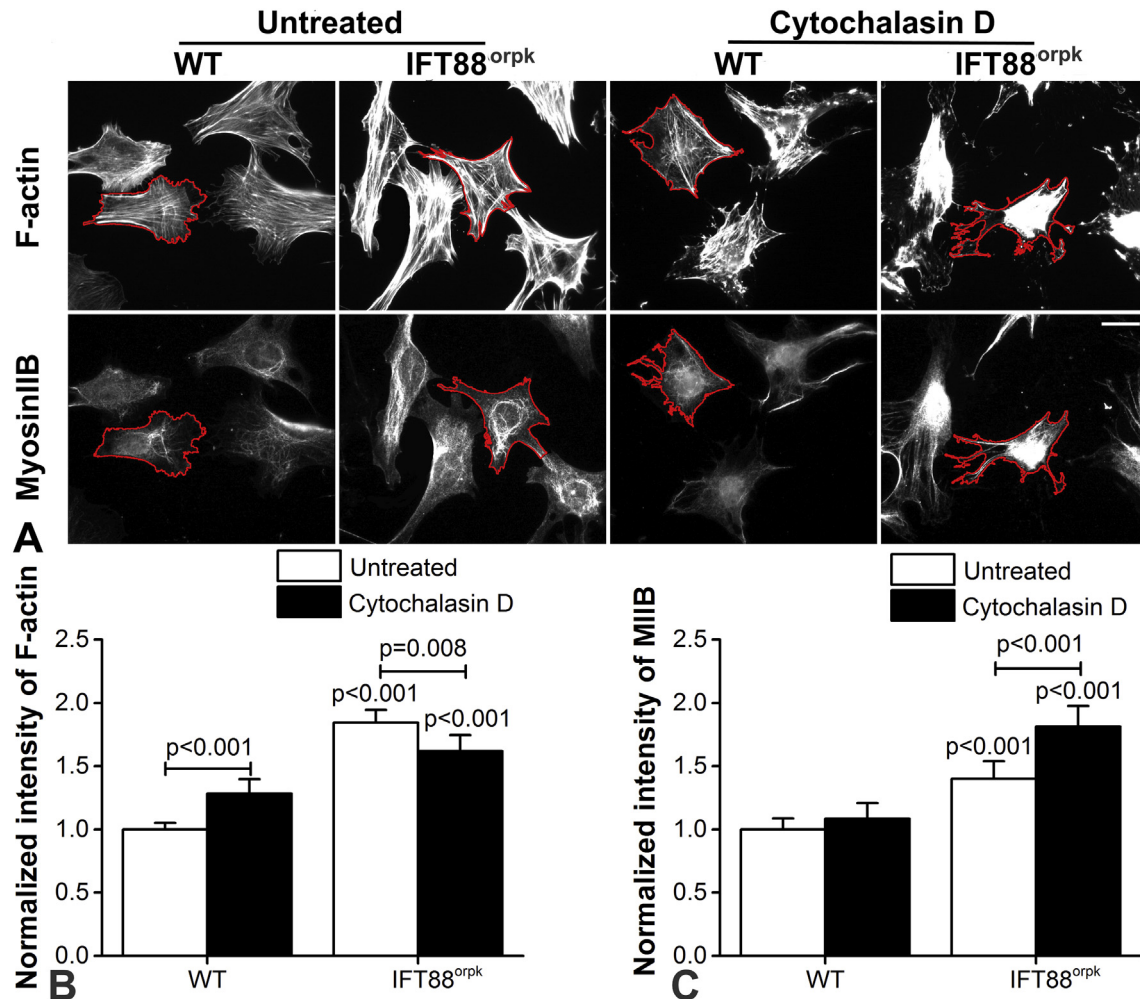 Untreated
Cytochalasin D
WT
IFT88orpk
WT
IFT88orpk
F-actin
MyosinIIB
A
Untreated
Cytochalasin D
Normalized intensity of F-actin
2.5
2.0
1.5
1.0
0.5
0.0
p<0.001
p=0.008
p<0.001
p<0.001
WT
IFT88orpk
B
Untreated
Cytochalasin D
Normalized intensity of MIIB
2.5
2.0
1.5
1.0
0.5
0.0
p<0.001
p<0.001
p<0.001
WT
IFT88orpk
C